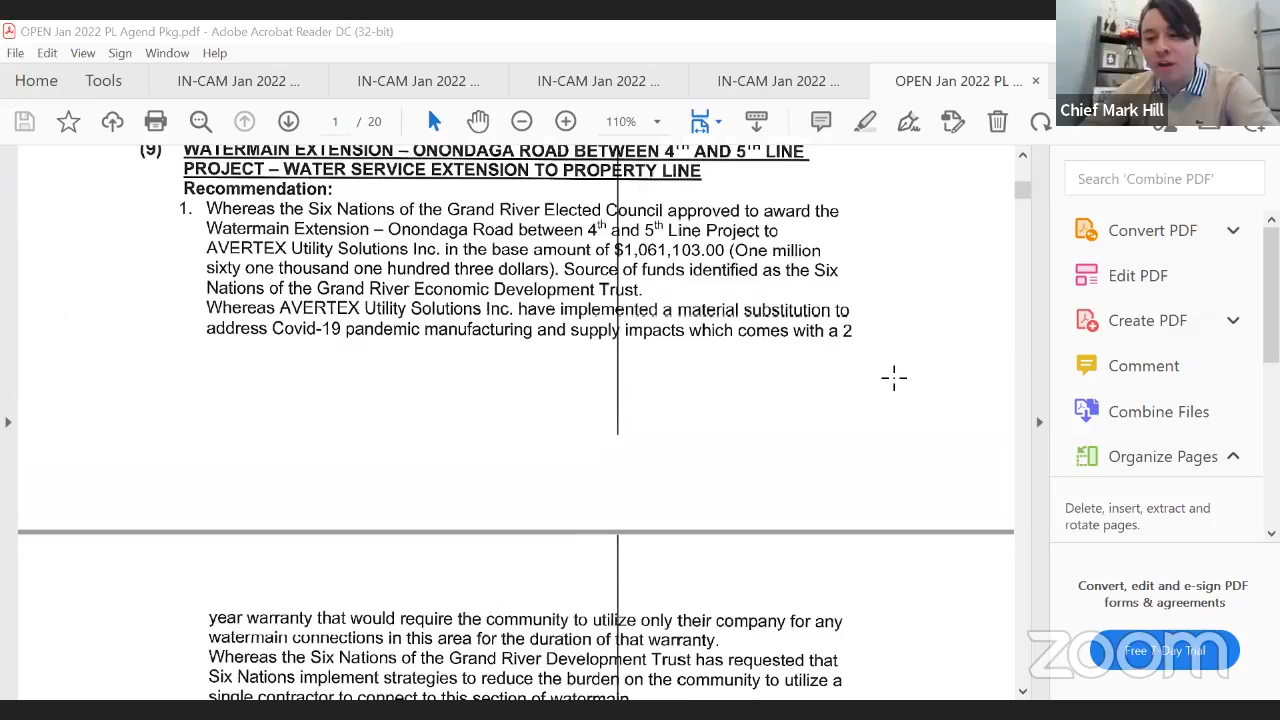 OPEN Jan 2022 PL Agend Pkg.pdf - Adobe Acrobat Reader DC (32-bit)
File Edit View Sign Window Help
Home Tools IN-CAM Jan 2022 ... IN-CAM Jan 2022 ... IN-CAM Jan 2022 ... IN-CAM Jan 2022 ... OPEN Jan 2022 PL ... ×
1 / 20 110%
Chief Mark Hill
(9) WATERMAIN EXTENSION – ONONDAGA ROAD BETWEEN 4TH AND 5TH LINE
PROJECT – WATER SERVICE EXTENSION TO PROPERTY LINE
Recommendation:
1. Whereas the Six Nations of the Grand River Elected Council approved to award the
Watermain Extension – Onondaga Road between 4th and 5th Line Project to
AVERTEX Utility Solutions Inc. in the base amount of $1,061,103.00 (One million
sixty one thousand one hundred three dollars). Source of funds identified as the Six
Nations of the Grand River Economic Development Trust.
Whereas AVERTEX Utility Solutions Inc. have implemented a material substitution to
address Covid-19 pandemic manufacturing and supply impacts which comes with a 2
year warranty that would require the community to utilize only their company for any
watermain connections in this area for the duration of that warranty.
Whereas the Six Nations of the Grand River Development Trust has requested that
Six Nations implement strategies to reduce the burden on the community to utilize a
single contractor to connect to this section of watermain.
Search 'Combine PDF'
Convert PDF
Edit PDF
Create PDF
Comment
Combine Files
Organize Pages
Delete, insert, extract and
rotate pages.
Convert, edit and e-sign PDF
forms & agreements
Free 7-Day Trial
zoom